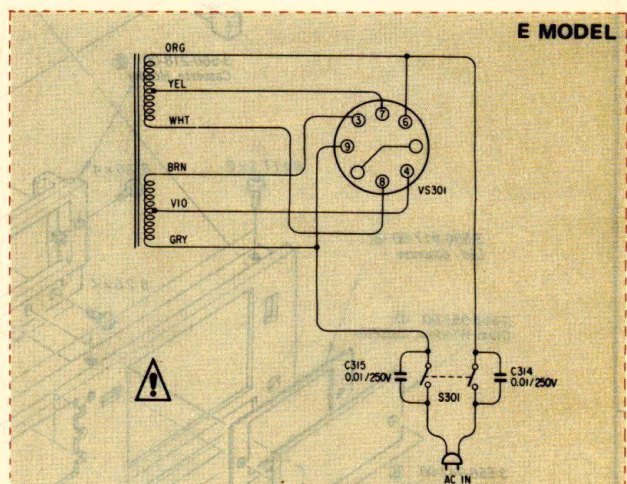 E MODEL
ORG
YEL
WHT
BRN
VIO
GRY
3
7
6
9
4
8
VS301
C315
0.01/250V
S301
C314
0.01/250V
AC IN